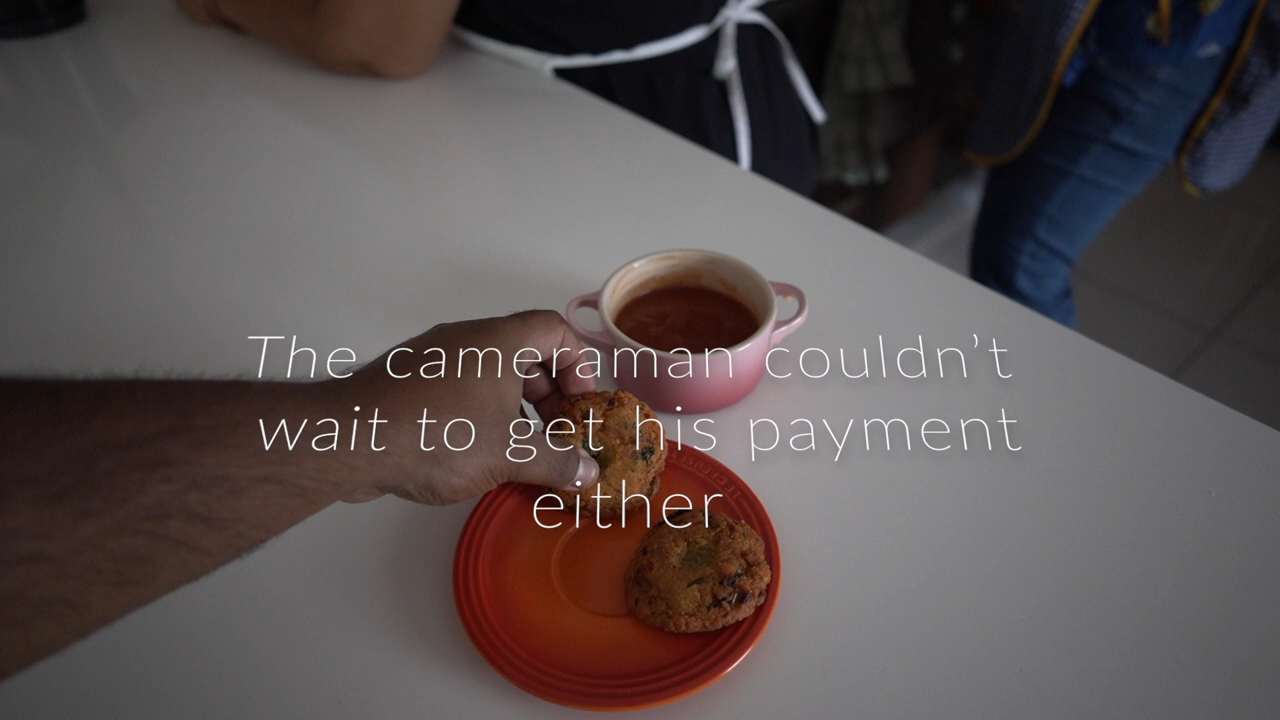 The cameraman couldn’t
wait to get his payment
either